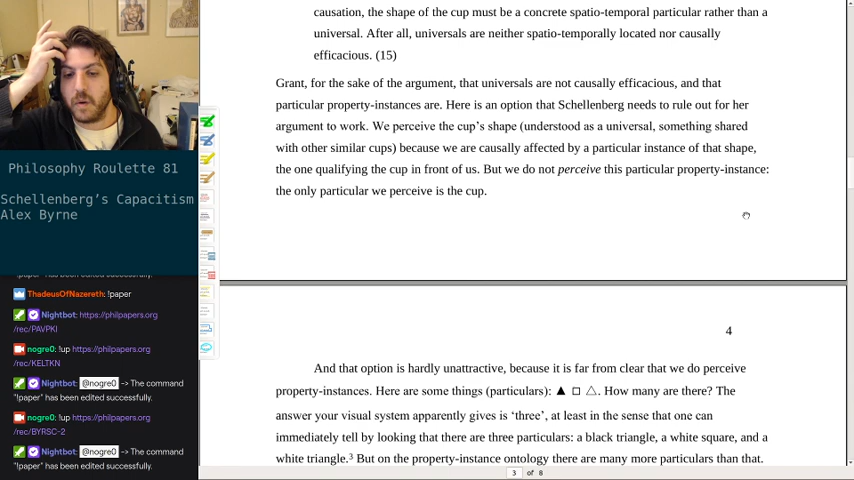 causation, the shape of the cup must be a concrete spatio-temporal particular rather than a
universal. After all, universals are neither spatio-temporally located nor causally
efficacious. (15)
Grant, for the sake of the argument, that universals are not causally efficacious, and that
particular property-instances are. Here is an option that Schellenberg needs to rule out for her
argument to work. We perceive the cup's shape (understood as a universal, something shared
with other similar cups) because we are causally affected by a particular instance of that shape,
the one qualifying the cup in front of us. But we do not perceive this particular property-instance:
the only particular we perceive is the cup.
4
And that option is hardly unattractive, because it is far from clear that we do perceive
property-instances. Here are some things (particulars): ▲ □ △. How many are there? The
answer your visual system apparently gives is 'three', at least in the sense that one can
immediately tell by looking that there are three particulars: a black triangle, a white square, and a
white triangle.³ But on the property-instance ontology there are many more particulars than that.
3 of 8
Philosophy Roulette 81
Schellenberg's Capacitism
Alex Byrne
"!paper" has been edited successfully.
ThadeusOfNazereth: !paper
Nightbot: https://philpapers.org
/rec/PAVPKI
nogre0: !up https://philpapers.org
/rec/KELTKN
Nightbot: @nogre0 -> The command
"!paper" has been edited successfully.
nogre0: !up https://philpapers.org
/rec/BYRSC-2
Nightbot: @nogre0 -> The command
"!paper" has been edited successfully.